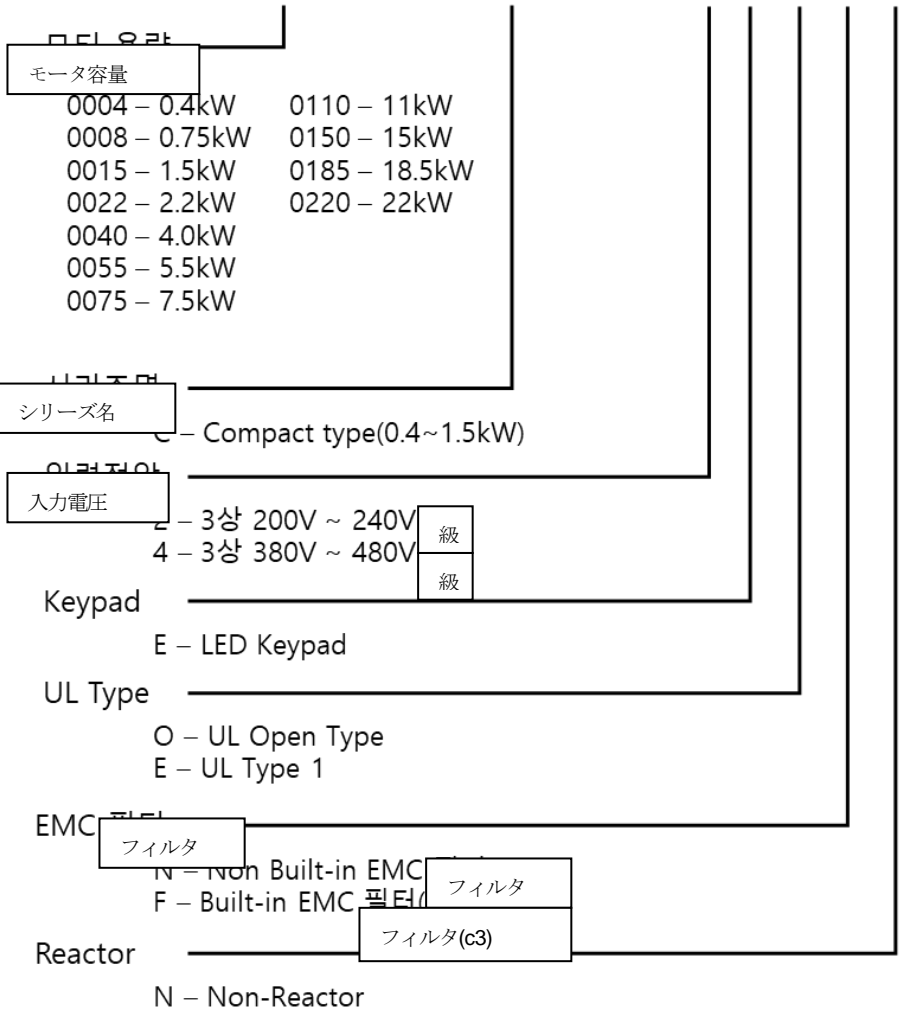 モータ容量
0004 – 0.4kW 0110 – 11kW
0008 – 0.75kW 0150 – 15kW
0015 – 1.5kW 0185 – 18.5kW
0022 – 2.2kW 0220 – 22kW
0040 – 4.0kW
0055 – 5.5kW
0075 – 7.5kW
シリーズ名
C – Compact type(0.4~1.5kW)
入力電圧
2 – 3상 200V ~ 240V 級
4 – 3상 380V ~ 480V 級
Keypad
E – LED Keypad
UL Type
O – UL Open Type
E – UL Type 1
EMC フィルタ
N – Non Built-in EMC フィルタ
F – Built-in EMC 필터( フィルタ(c3)
Reactor
N – Non-Reactor